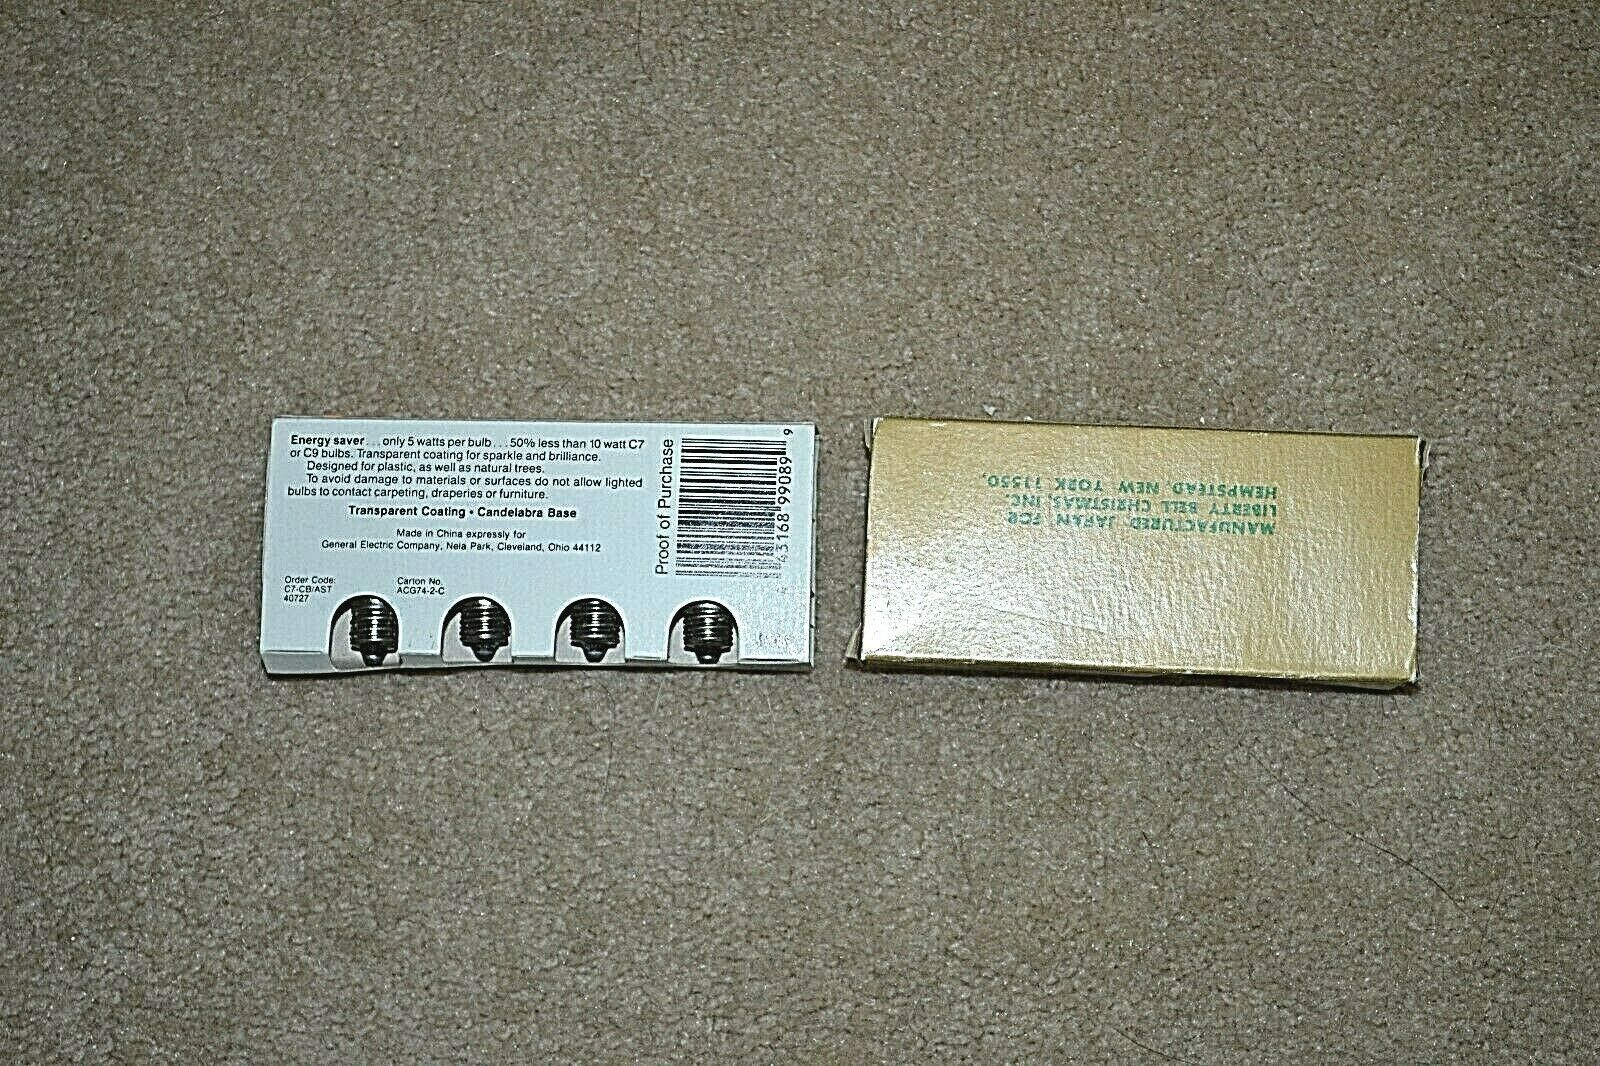 Energy saver...only 5 watts per bulb...50% less than 10 watt C7
or C9 bulbs. Transparent coating for sparkle and brilliance.
Designed for plastic, as well as natural trees.
To avoid damage to materials or surfaces do not allow lighted
bulbs to contact carpeting, draperies or furniture.
Transparent Coating • Candelabra Base
Made in China expressly for
General Electric Company, Nela Park, Cleveland, Ohio 44112
Order Code:
C7-CB/AST
40727
Carton No.
ACG74-2-C
Proof of Purchase
43168 99089 9
MANUFACTURED JAPAN FOR
LIBERTY BELL CHRISTMAS, INC.
HEMPSTEAD, NEW YORK 11550.